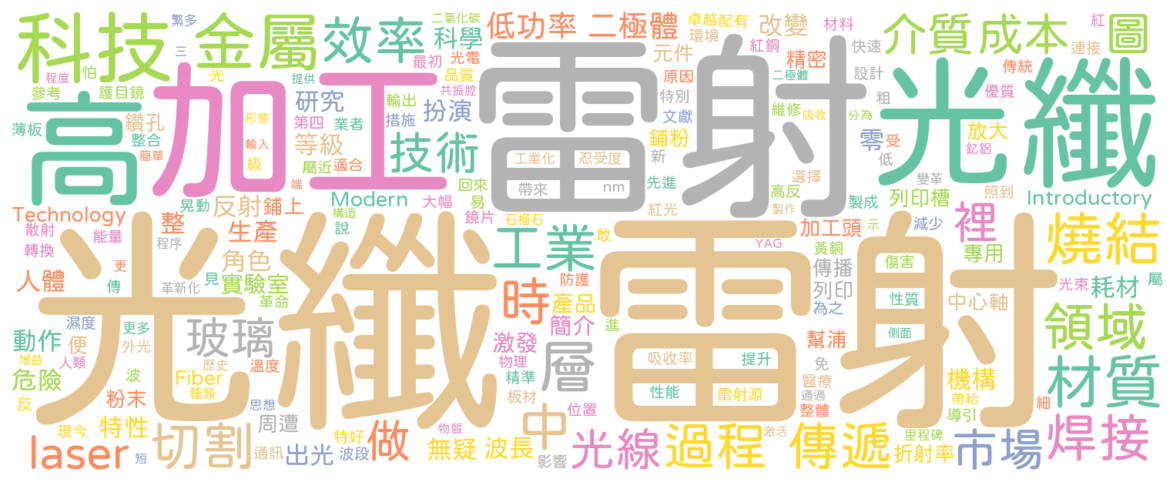 繁多
二氧化碳
低功率
二極體
卓越
配有
改變
材料
介質
成本
圖
紅
科技
金屬
效率
科學
三
光電
元件
環境
紅銅
精密
快速
連接
程度
怕
光
提供
最初
品質
原因
二極體
設計
傳統
參考
護目鏡
研究
輸出
扮演
共振腔
特別
維修
吸收
粗
分為
優質
高
加工
雷射
光纖
薄板
鑽孔
整合
形態
第四
業者
措施
文獻
鋪粉
零
受
放大
釔鋁
簡單
級
輸入
等級
屬近
適合
技術
工業化
忍受度
新
低
帶來
nm
先進
選擇
變革
Technology
晃動
反射
鋪上
端
Modern
大幅
回來
易
高反
製作
製成
列印槽
照到
Introductory
散射
能量
整
生產
構造
說
鏡片
石榴石
紅光
加工頭
減少
示
裡
燒結
轉換
程序
角色
工業
敢
YAG
黃銅
傷害
專用
人體
更
傳
見
實驗室
革新化
革命
時
防護
產品
傳播
列印
為之
性質
中心軸
光束
耗材
屬
光纖
雷射
動作
濕度
便
更多
外光
玻璃
激發
簡介
進
物理
幫浦
側面
領域
增益
人類
危險
波
歷史
溫度
層
吸收率
提升
免
機構
材質
反
粉末
Fiber
種類
精準
板材
性能
雷射源
醫療
通過
帶給
導引
細
現今
特性
思想
周遭
位置
整體
短
laser
切割
通訊
出光
特好
波段
做
物質
無疑
波長
中
影響
光線
過程
激活
傳遞
里程碑
折射率
市場
焊接